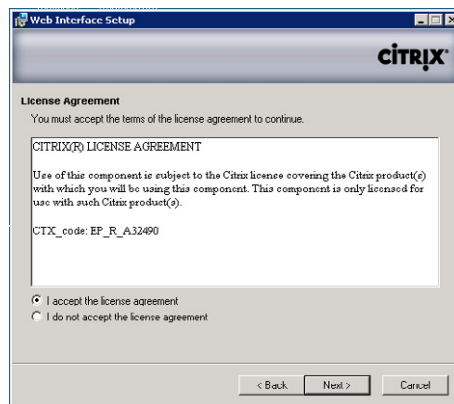 Web Interface Setup
CITRIX®
License Agreement
You must accept the terms of the license agreement to continue.
CITRIX(R) LICENSE AGREEMENT
Use of this component is subject to the Citrix license covering the Citrix product(s)
with which you will be using this component. This component is only licensed for
use with such Citrix product(s).
CTX_code: EP_R_A32490
I accept the license agreement
I do not accept the license agreement
< Back
Next >
Cancel